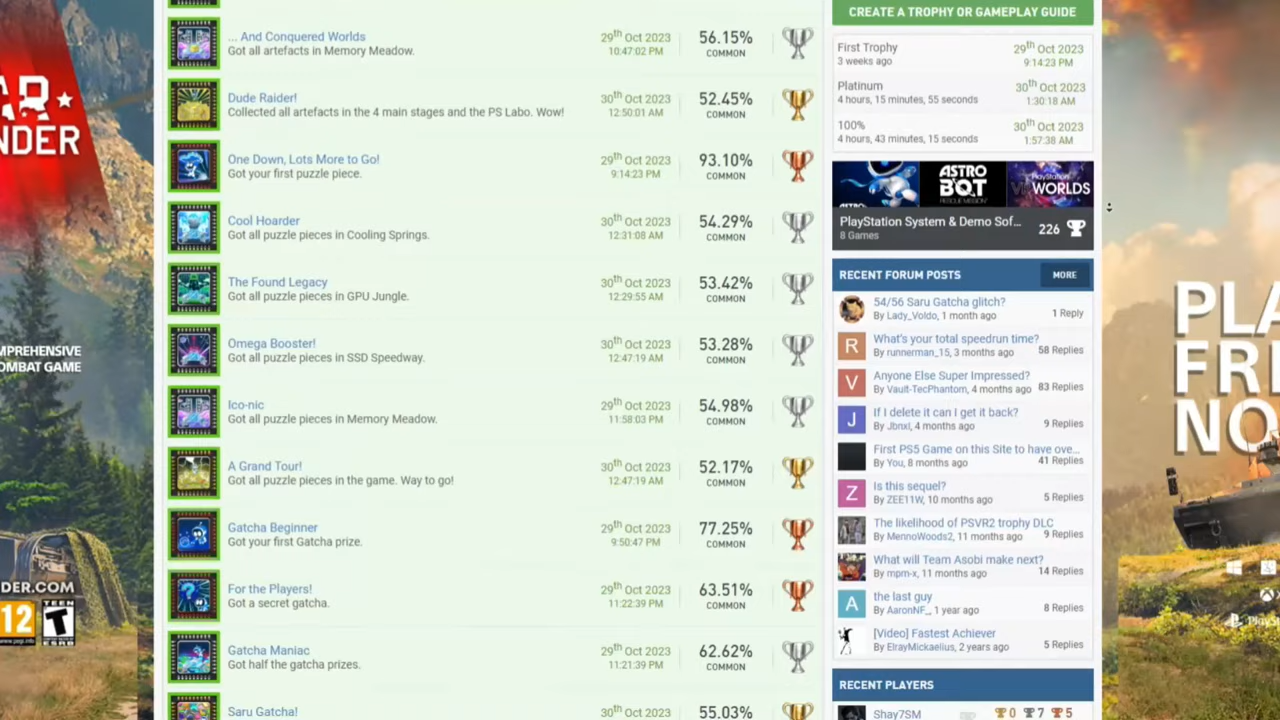 AR
NDER
MPREHENSIVE
OMBAT GAME
DER.COM
12
www.pegi.info
TEEN
T
ESRB
... And Conquered Worlds
Got all artefacts in Memory Meadow.
29th Oct 2023
10:47:02 PM
56.15%
COMMON
Dude Raider!
Collected all artefacts in the 4 main stages and the PS Labo. Wow!
30th Oct 2023
12:50:01 AM
52.45%
COMMON
One Down, Lots More to Go!
Got your first puzzle piece.
29th Oct 2023
9:14:23 PM
93.10%
COMMON
Cool Hoarder
Got all puzzle pieces in Cooling Springs.
30th Oct 2023
12:31:08 AM
54.29%
COMMON
The Found Legacy
Got all puzzle pieces in GPU Jungle.
30th Oct 2023
12:29:55 AM
53.42%
COMMON
Omega Booster!
Got all puzzle pieces in SSD Speedway.
30th Oct 2023
12:47:19 AM
53.28%
COMMON
Ico-nic
Got all puzzle pieces in Memory Meadow.
29th Oct 2023
11:58:03 PM
54.98%
COMMON
A Grand Tour!
Got all puzzle pieces in the game. Way to go!
30th Oct 2023
12:47:19 AM
52.17%
COMMON
Gatcha Beginner
Got your first Gatcha prize.
29th Oct 2023
9:50:47 PM
77.25%
COMMON
For the Players!
Got a secret gatcha.
29th Oct 2023
11:22:39 PM
63.51%
COMMON
Gatcha Maniac
Got half the gatcha prizes.
29th Oct 2023
11:21:39 PM
62.62%
COMMON
Saru Gatcha!
30th Oct 2023
55.03%
CREATE A TROPHY OR GAMEPLAY GUIDE
First Trophy
3 weeks ago
29th Oct 2023
9:14:23 PM
Platinum
4 hours, 15 minutes, 55 seconds
30th Oct 2023
1:30:18 AM
100%
4 hours, 43 minutes, 15 seconds
30th Oct 2023
1:57:38 AM
ASTRO
BOT
RESCUE MISSION
PlayStation
VR WORLDS
PlayStation System & Demo Sof...
8 Games
226
RECENT FORUM POSTS
MORE
54/56 Saru Gatcha glitch?
By Lady_Voldo, 1 month ago
1 Reply
R
What's your total speedrun time?
By runnerman_15, 3 months ago
58 Replies
V
Anyone Else Super Impressed?
By Vault-TecPhantom, 4 months ago
83 Replies
J
If I delete it can I get it back?
By Jbnxl, 4 months ago
9 Replies
First PS5 Game on this Site to have ove...
By You, 8 months ago
41 Replies
Z
Is this sequel?
By ZEE11W, 10 months ago
5 Replies
The likelihood of PSVR2 trophy DLC
By MennoWoods2, 11 months ago
9 Replies
What will Team Asobi make next?
By mpm-x, 11 months ago
14 Replies
A
the last guy
By AaronNF_, 1 year ago
8 Replies
[Video] Fastest Achiever
By ElrayMickaelius, 2 years ago
5 Replies
RECENT PLAYERS
Shay7SM
0
7
5
PLA
FRE
NO
PlaySt